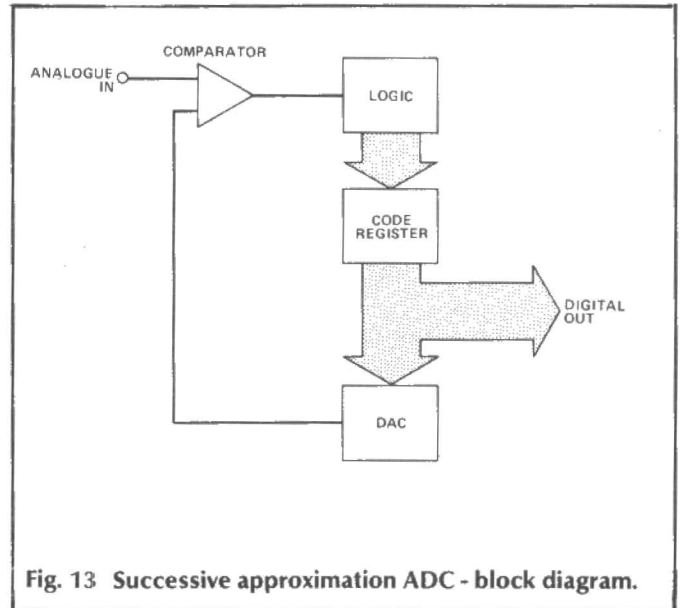 COMPARATOR
ANALOGUE
IN
LOGIC
CODE
REGISTER
DIGITAL
OUT
DAC
Fig. 13 Successive approximation ADC - block diagram.